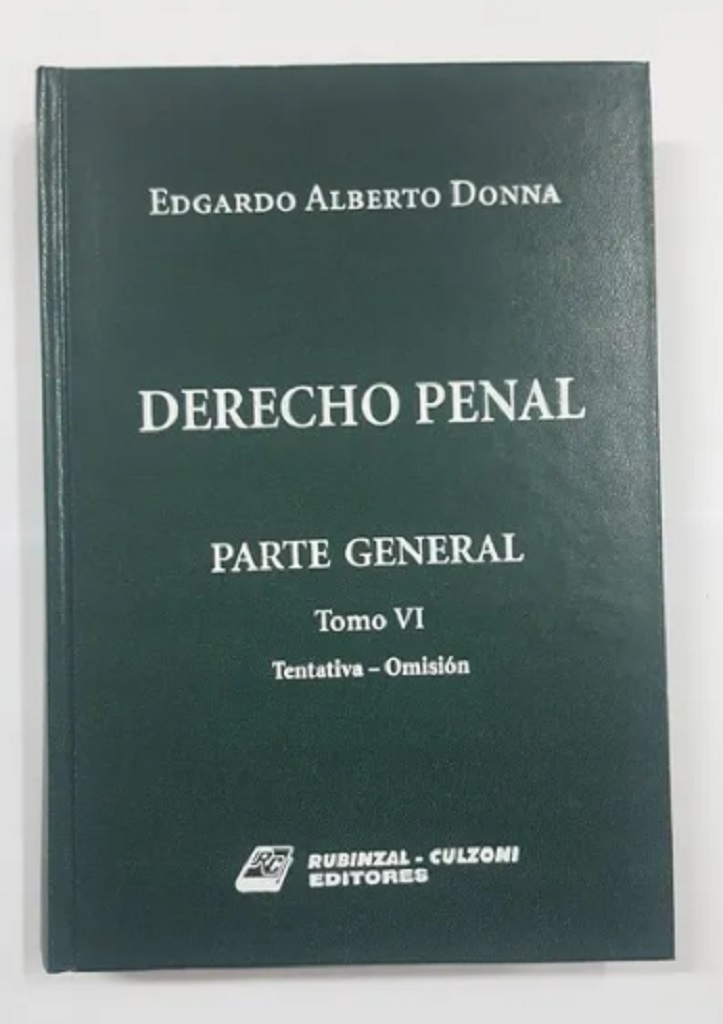 EDGARDO ALBERTO DONNA
DERECHO PENAL
PARTE GENERAL
Tomo VI
Tentativa – Omisión
RC
RUBINZAL - CULZONI
EDITORES